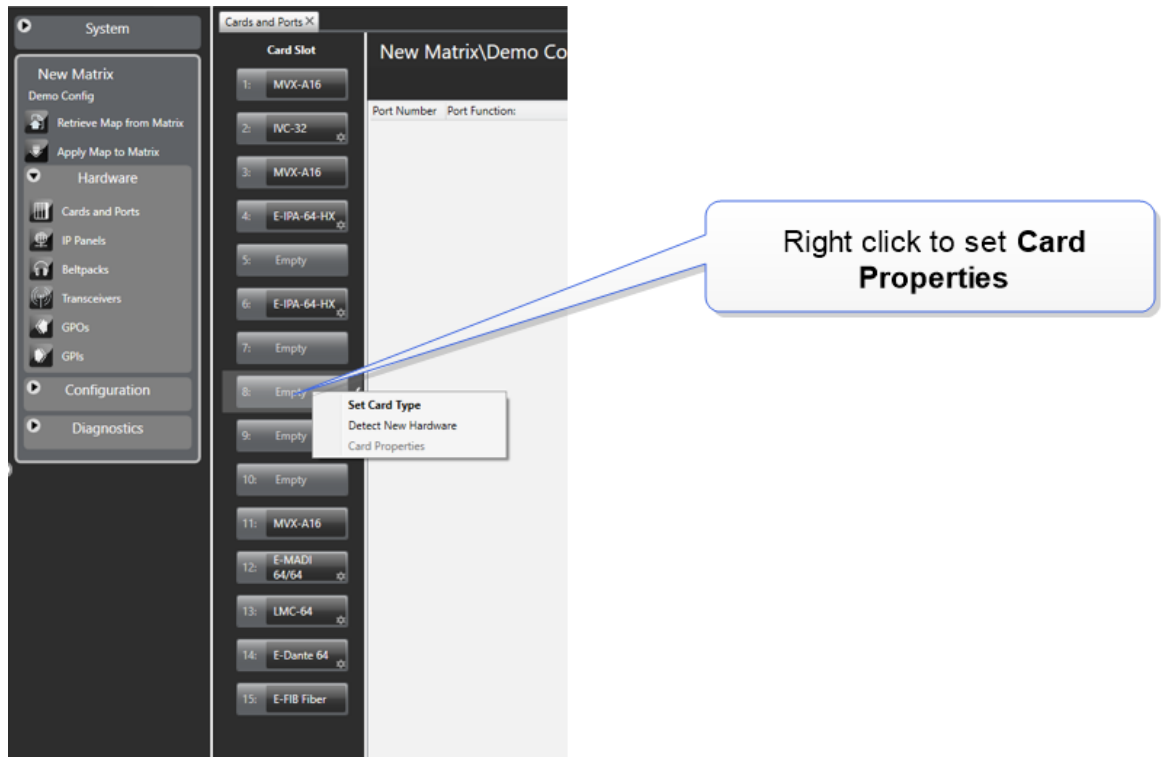 System
New Matrix
Demo Config
Retrieve Map from Matrix
Apply Map to Matrix
Hardware
Cards and Ports
IP Panels
Beltpacks
Transceivers
GPOs
GPIs
Configuration
Diagnostics
Cards and Ports X
Card Slot
1: MVX-A16
2: IVC-32
3: MVX-A16
4: E-IPA-64-HX
5: Empty
6: E-IPA-64-HX
7: Empty
8: Empty
9: Empty
10: Empty
11: MVX-A16
12: E-MADI
64/64
13: LMC-64
14: E-Dante 64
15: E-FIB Fiber
New Matrix\Demo Co
Port Number Port Function:
Set Card Type
Detect New Hardware
Card Properties
Right click to set Card
Properties